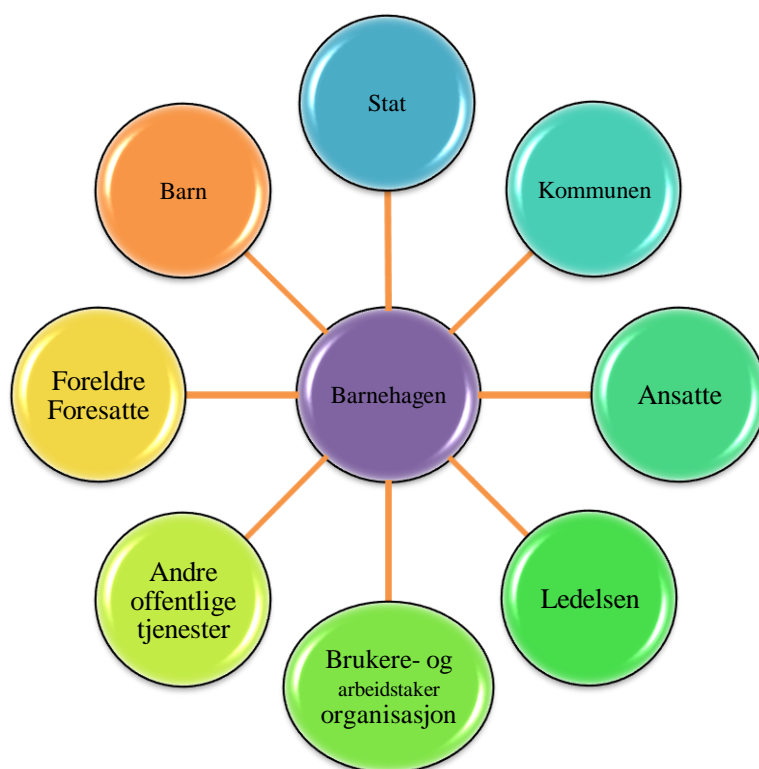 Stat
Barn
Kommunen
Foreldre
Foresatte
Barnehagen
Ansatte
Andre
offentlige
tjenester
Ledelsen
Brukere- og
arbeidstaker
organisasjon